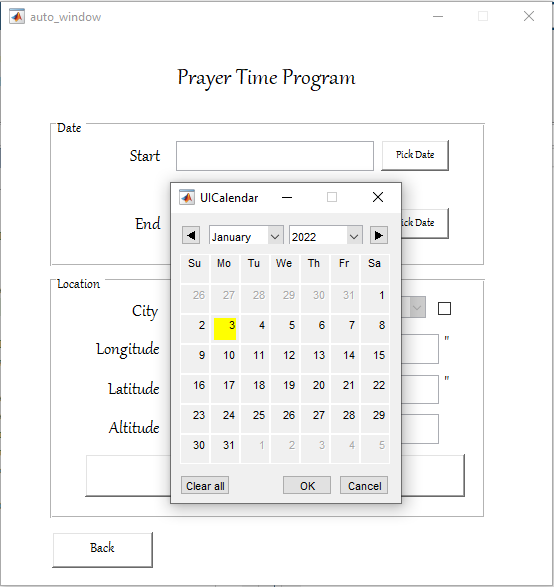 auto_window
Prayer Time Program
Date
Start
Pick Date
UICalendar
End
ick Date
January
2022
Su Mo Tu We Th Fr Sa
26 27 28 29 30 31 1
2 3 4 5 6 7 8
9 10 11 12 13 14 15
16 17 18 19 20 21 22
23 24 25 26 27 28 29
30 31 1 2 3 4 5
Clear all
OK
Cancel
Location
City
Longitude
"
Latitude
"
Altitude
Back